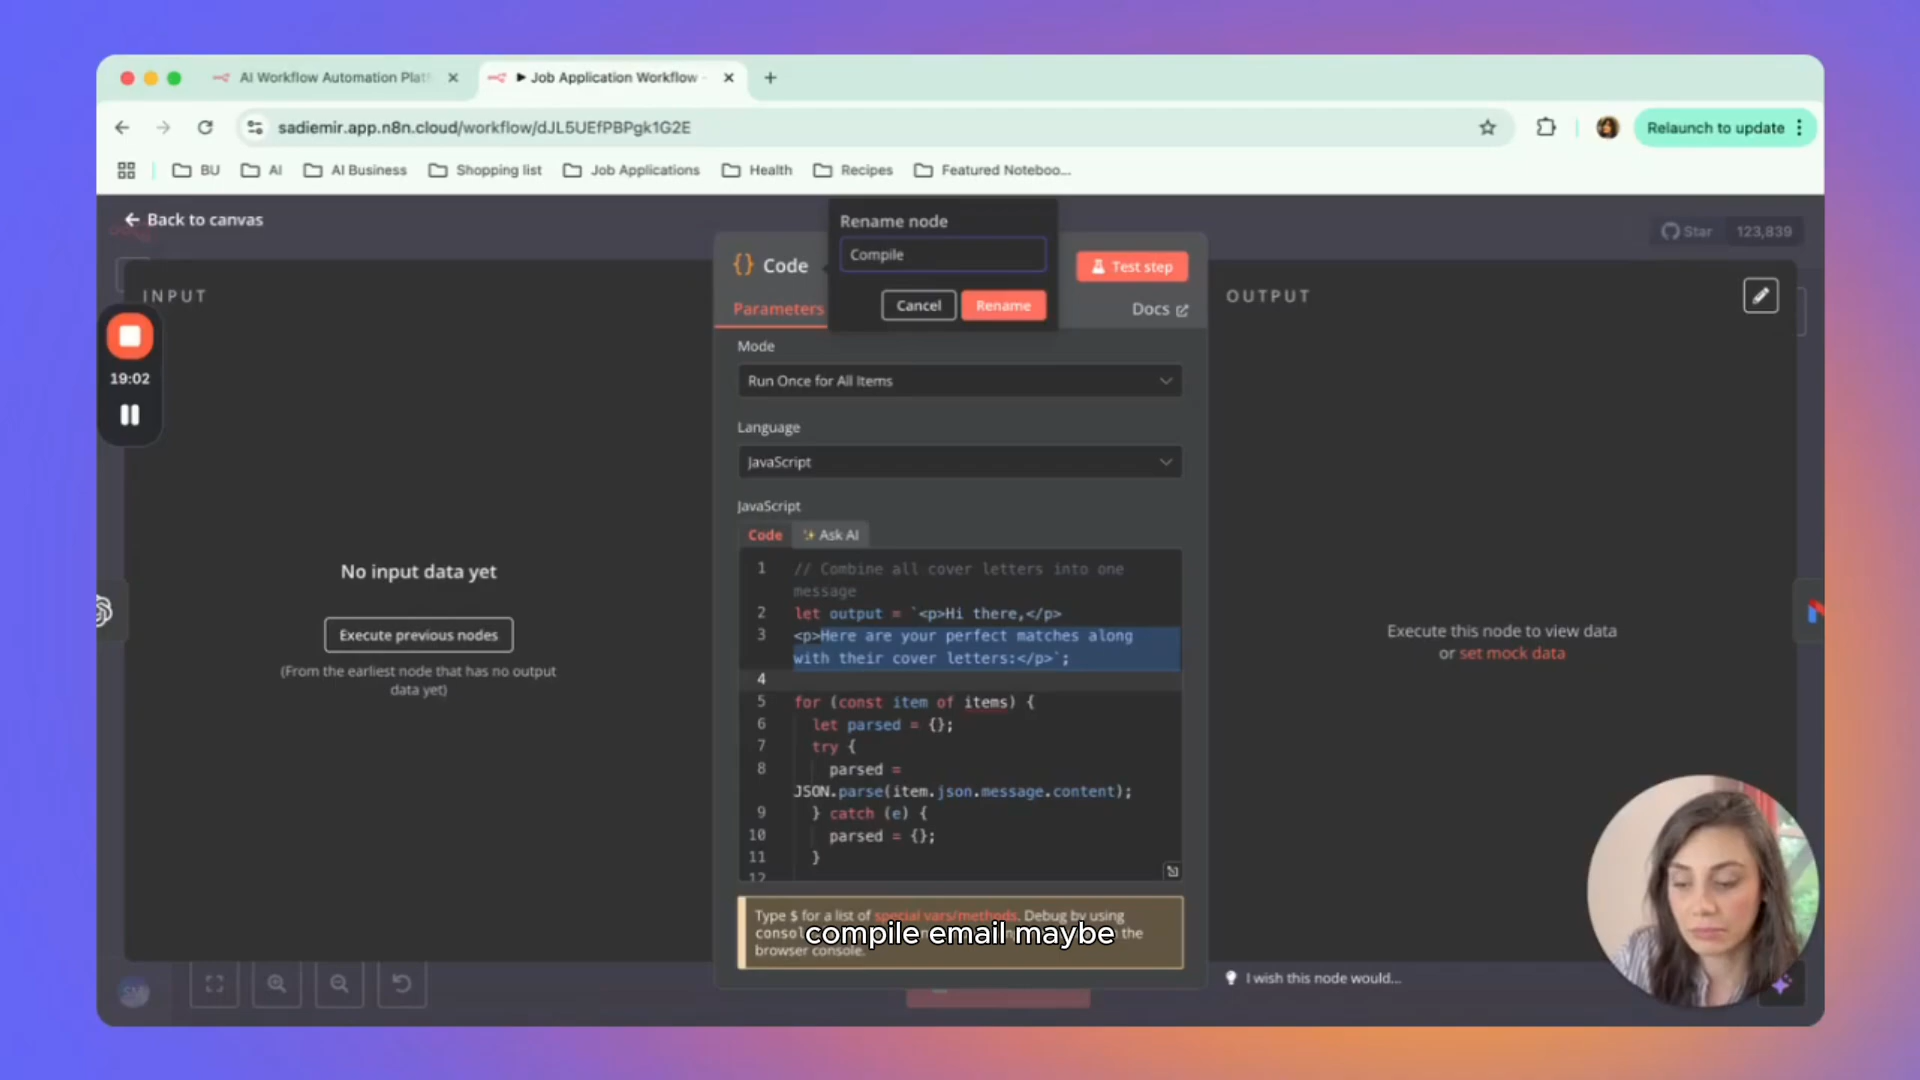 AI Workflow Automation Plat
Job Application Workflow -
sadiemir.app.n8n.cloud/workflow/dJL5UEfPBPgk1G2E
Relaunch to update
BU
AI
AI Business
Shopping list
Job Applications
Health
Recipes
Featured Noteboo...
Back to canvas
Star 123,839
Rename node
Compile
Cancel
Rename
{} Code
Test step
Parameters
Docs
INPUT
OUTPUT
19:02
Mode
Run Once for All Items
Language
JavaScript
JavaScript
Code
Ask AI
1 // Combine all cover letters into one
message
2 let output = `<p>Hi there,</p>
3 <p>Here are your perfect matches along
with their cover letters:</p>`;
4
5 for (const item of items) {
6 let parsed = {};
7 try {
8 parsed =
JSON.parse(item.json.message.content);
9 } catch (e) {
10 parsed = {};
11 }
12
No input data yet
Execute previous nodes
(From the earliest node that has no output
data yet)
Execute this node to view data
or set mock data
Type $ for a list of special vars/methods. Debug by using
consol the
browser console.
compile email maybe
I wish this node would...
SM